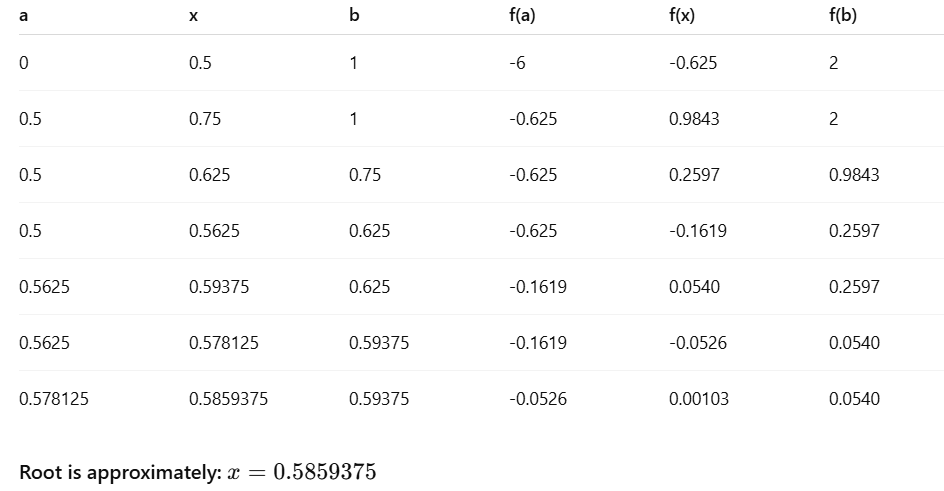 a x b f(a) f(x) f(b)
0 0.5 1 -6 -0.625 2
0.5 0.75 1 -0.625 0.9843 2
0.5 0.625 0.75 -0.625 0.2597 0.9843
0.5 0.5625 0.625 -0.625 -0.1619 0.2597
0.5625 0.59375 0.625 -0.1619 0.0540 0.2597
0.5625 0.578125 0.59375 -0.1619 -0.0526 0.0540
0.578125 0.5859375 0.59375 -0.0526 0.00103 0.0540
Root is approximately: x = 0.5859375